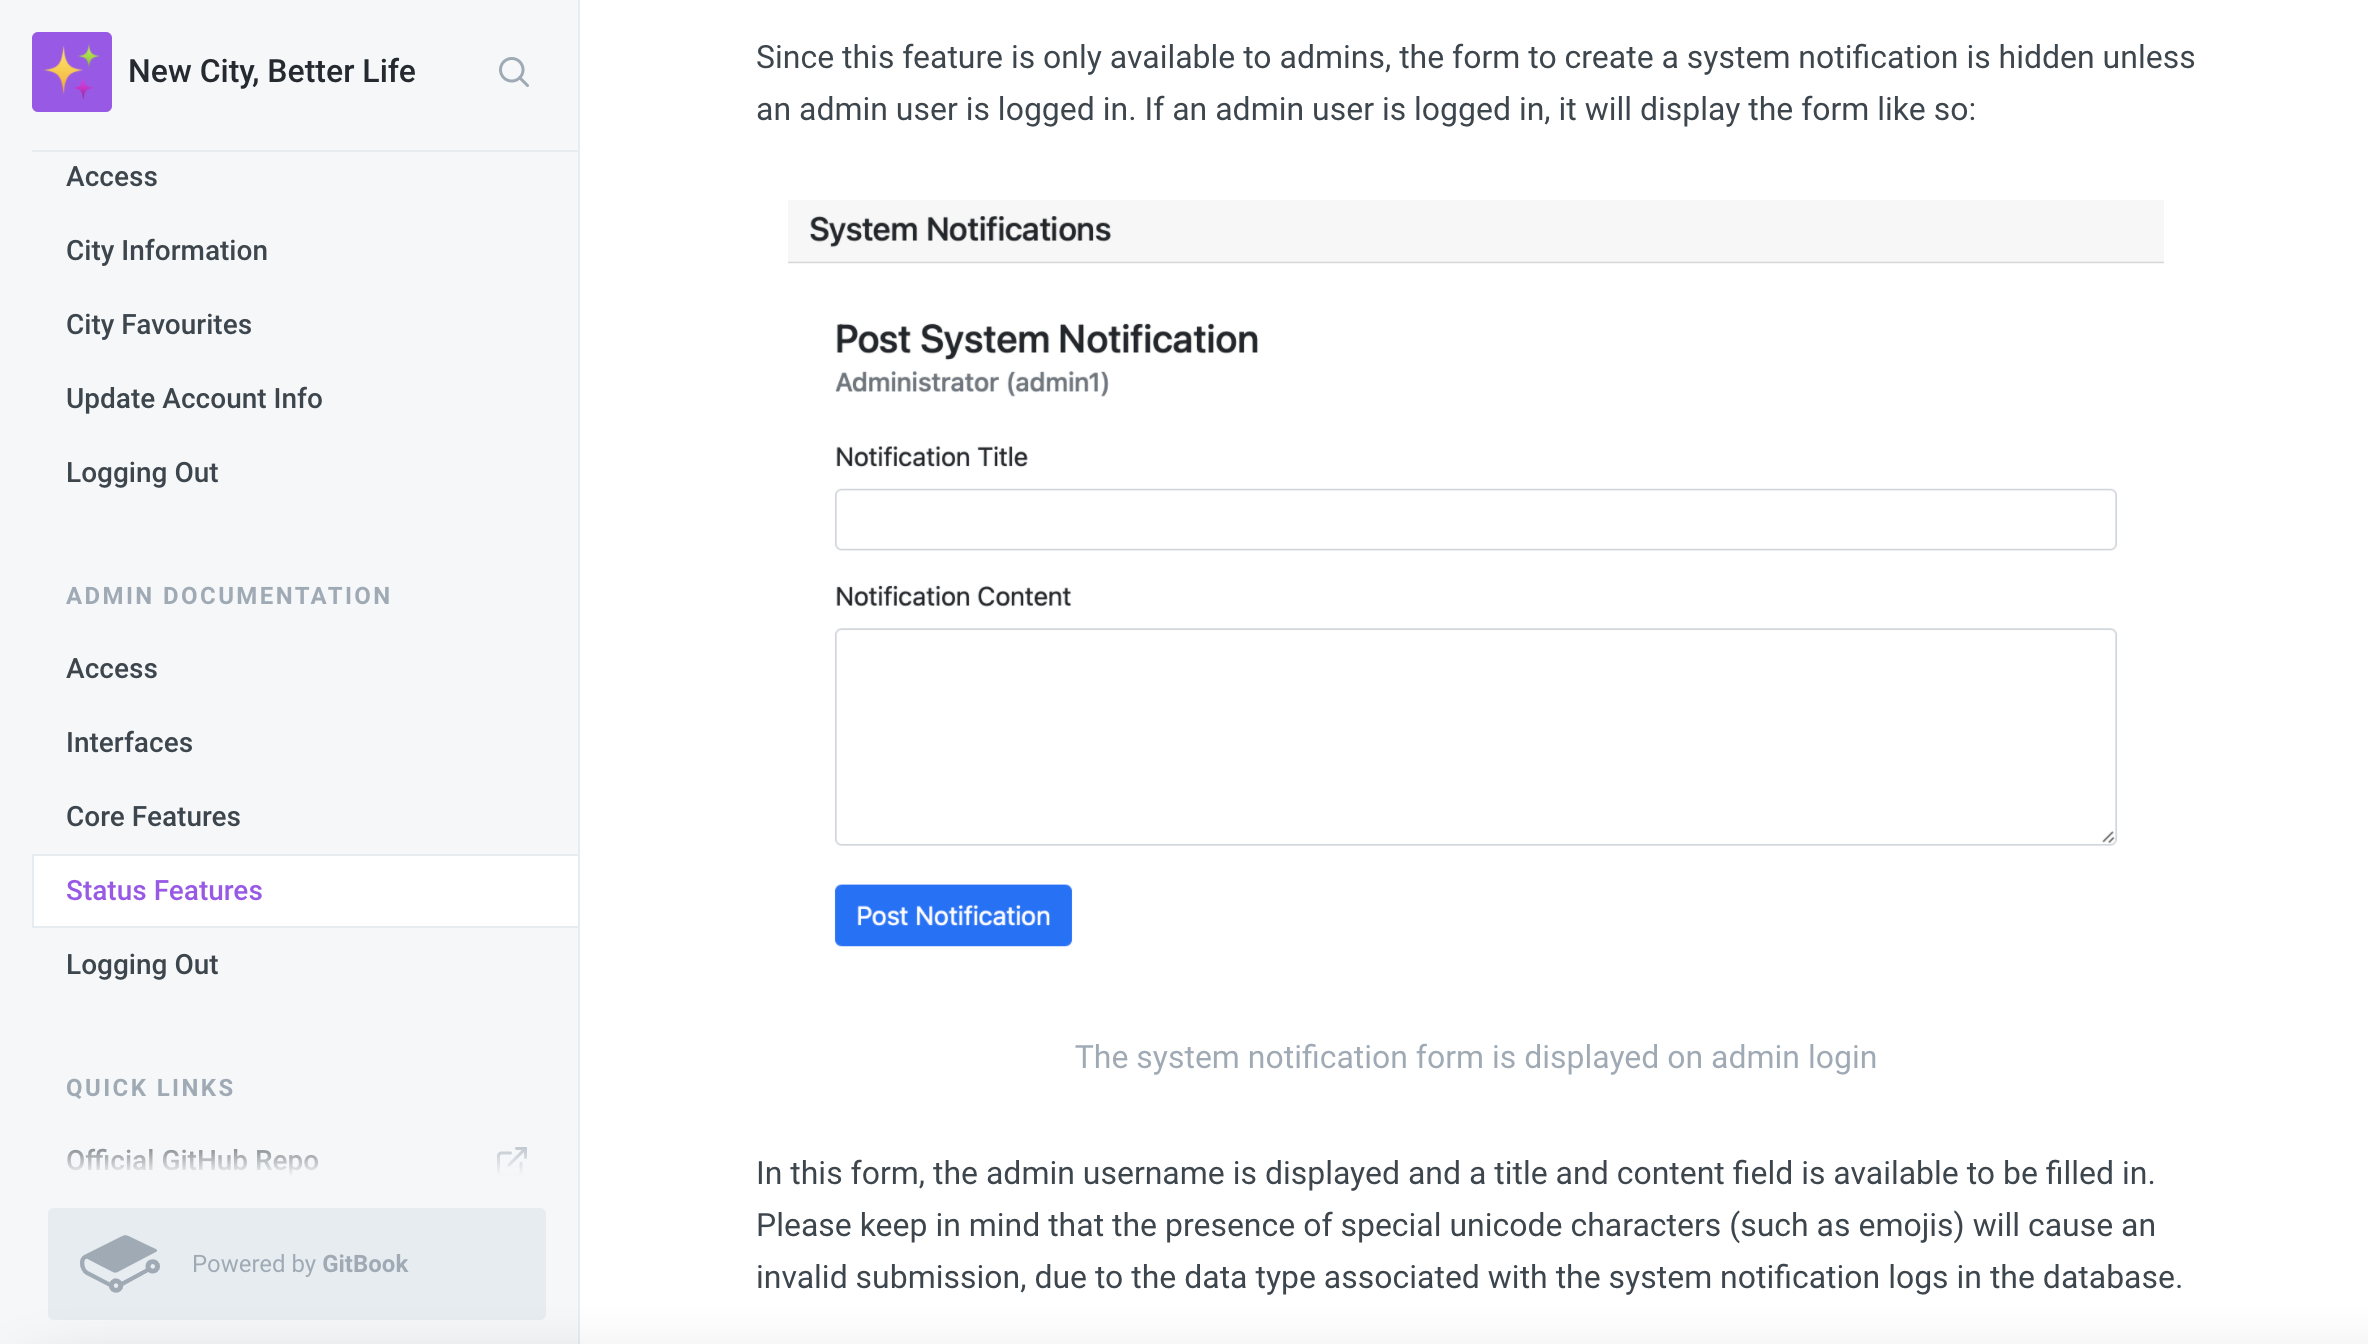 New City, Better Life
Access
City Information
City Favourites
Update Account Info
Logging Out
ADMIN DOCUMENTATION
Access
Interfaces
Core Features
Status Features
Logging Out
QUICK LINKS
Official GitHub Repo
Powered by GitBook
Since this feature is only available to admins, the form to create a system notification is hidden unless
an admin user is logged in. If an admin user is logged in, it will display the form like so:
System Notifications
Post System Notification
Administrator (admin1)
Notification Title
Notification Content
Post Notification
The system notification form is displayed on admin login
In this form, the admin username is displayed and a title and content field is available to be filled in.
Please keep in mind that the presence of special unicode characters (such as emojis) will cause an
invalid submission, due to the data type associated with the system notification logs in the database.